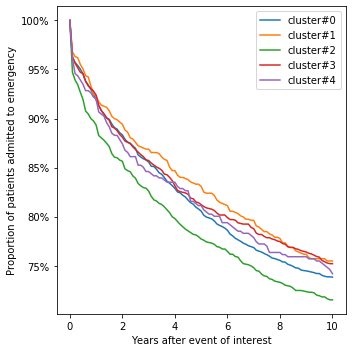 100%
95%
90%
85%
80%
75%
Proportion of patients admitted to emergency
cluster#0
cluster#1
cluster#2
cluster#3
cluster#4
0 2 4 6 8 10
Years after event of interest